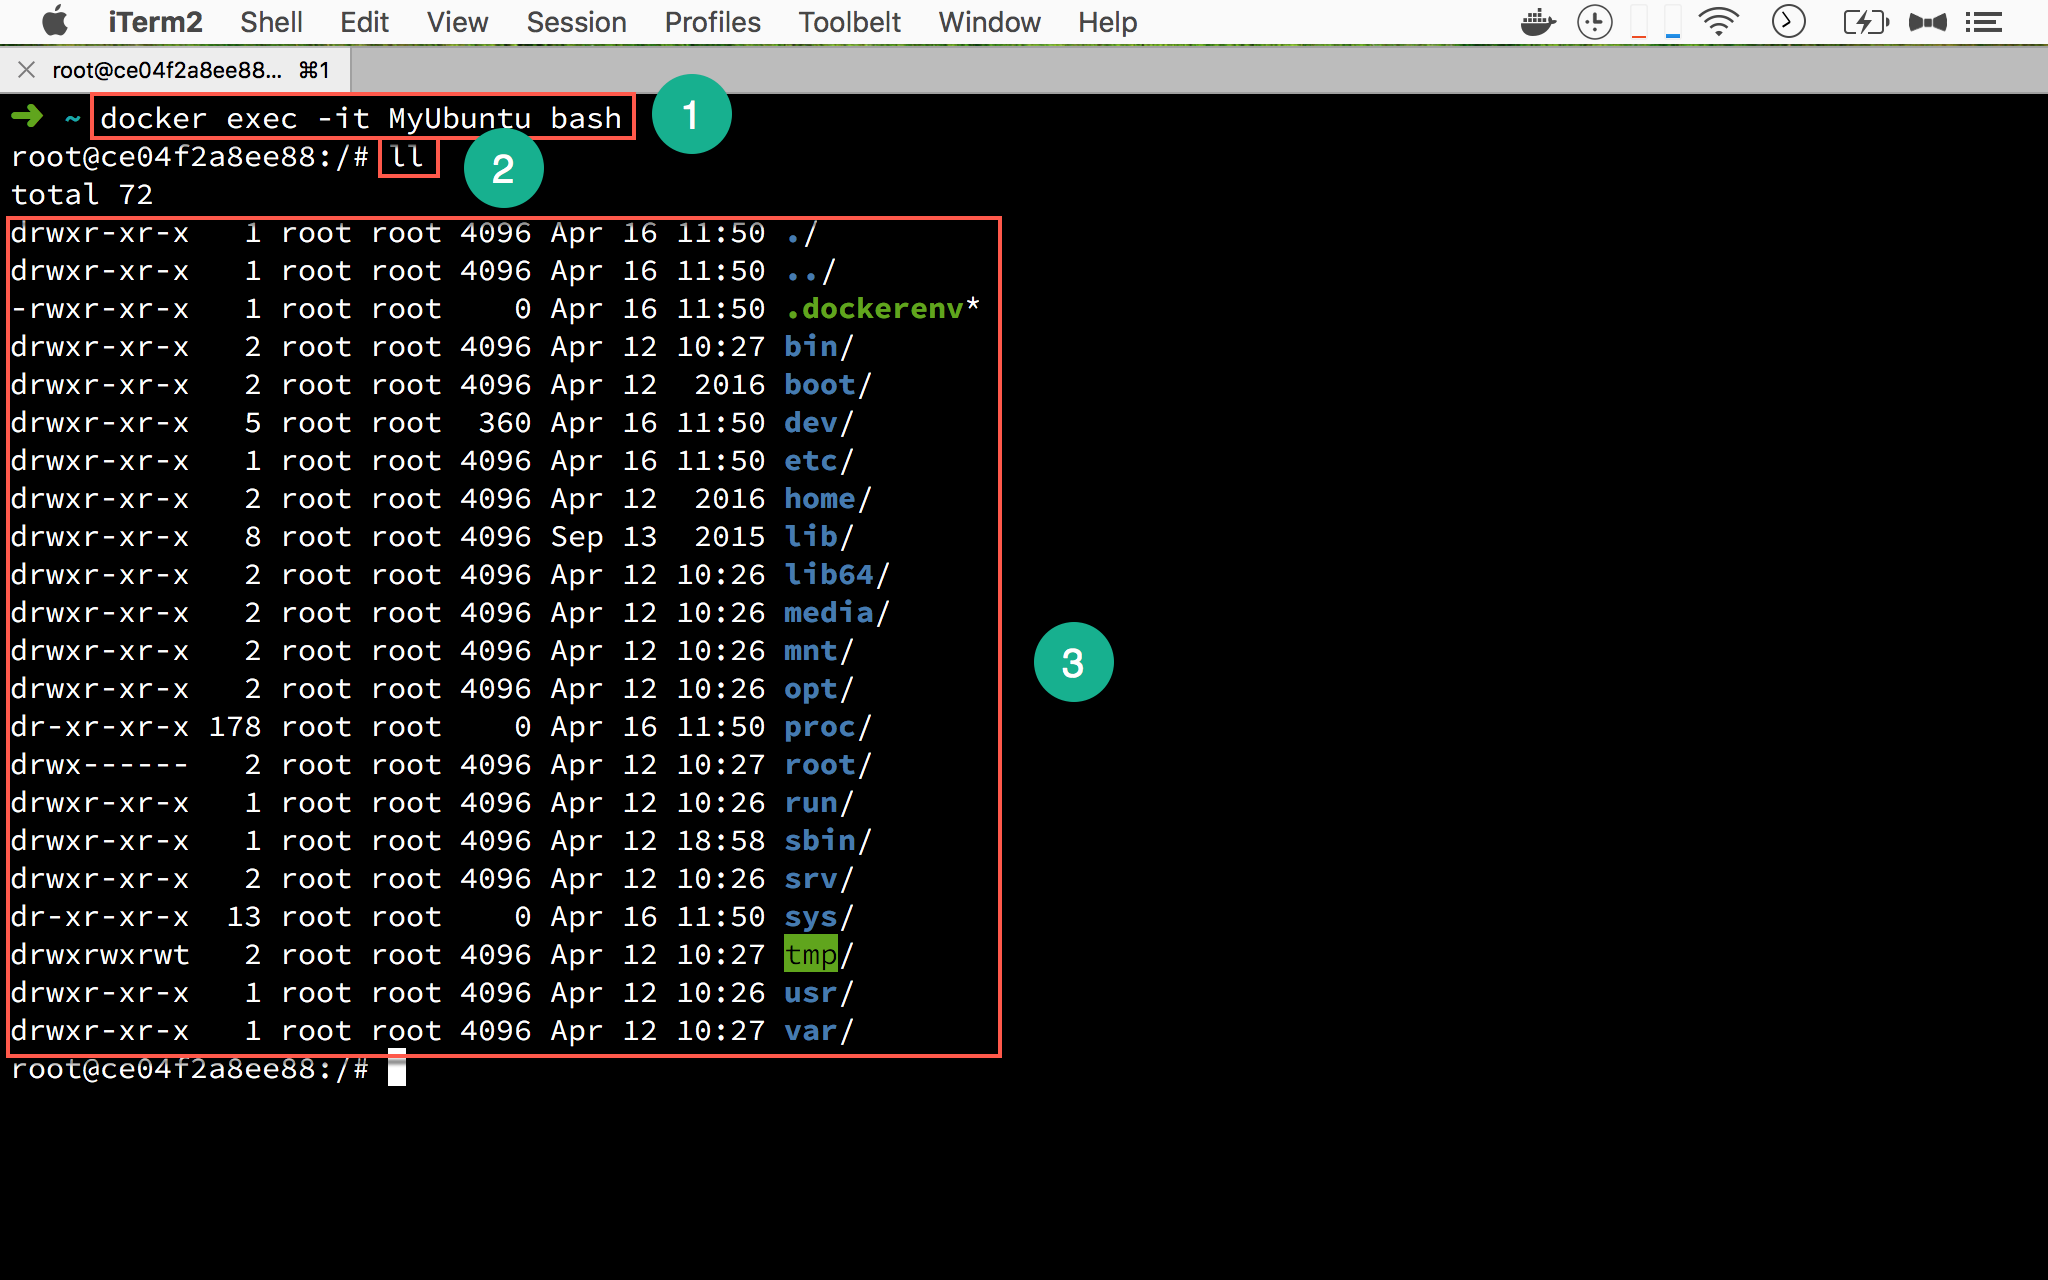 iTerm2 Shell Edit View Session Profiles Toolbelt Window Help
root@ce04f2a8ee88... ⌘1
➜ ~ docker exec -it MyUbuntu bash
1
root@ce04f2a8ee88:/# ll
2
total 72
drwxr-xr-x   1 root root 4096 Apr 16 11:50 ./
drwxr-xr-x   1 root root 4096 Apr 16 11:50 ../
-rwxr-xr-x   1 root root    0 Apr 16 11:50 .dockerenv*
drwxr-xr-x   2 root root 4096 Apr 12 10:27 bin/
drwxr-xr-x   2 root root 4096 Apr 12  2016 boot/
drwxr-xr-x   5 root root  360 Apr 16 11:50 dev/
drwxr-xr-x   1 root root 4096 Apr 16 11:50 etc/
drwxr-xr-x   2 root root 4096 Apr 12  2016 home/
drwxr-xr-x   8 root root 4096 Sep 13  2015 lib/
drwxr-xr-x   2 root root 4096 Apr 12 10:26 lib64/
drwxr-xr-x   2 root root 4096 Apr 12 10:26 media/
drwxr-xr-x   2 root root 4096 Apr 12 10:26 mnt/
drwxr-xr-x   2 root root 4096 Apr 12 10:26 opt/
dr-xr-xr-x 178 root root    0 Apr 16 11:50 proc/
drwx------   2 root root 4096 Apr 12 10:27 root/
drwxr-xr-x   1 root root 4096 Apr 12 10:26 run/
drwxr-xr-x   1 root root 4096 Apr 12 18:58 sbin/
drwxr-xr-x   2 root root 4096 Apr 12 10:26 srv/
dr-xr-xr-x  13 root root    0 Apr 16 11:50 sys/
drwxrwxrwt   2 root root 4096 Apr 12 10:27 tmp/
drwxr-xr-x   1 root root 4096 Apr 12 10:26 usr/
drwxr-xr-x   1 root root 4096 Apr 12 10:27 var/
3
root@ce04f2a8ee88:/#